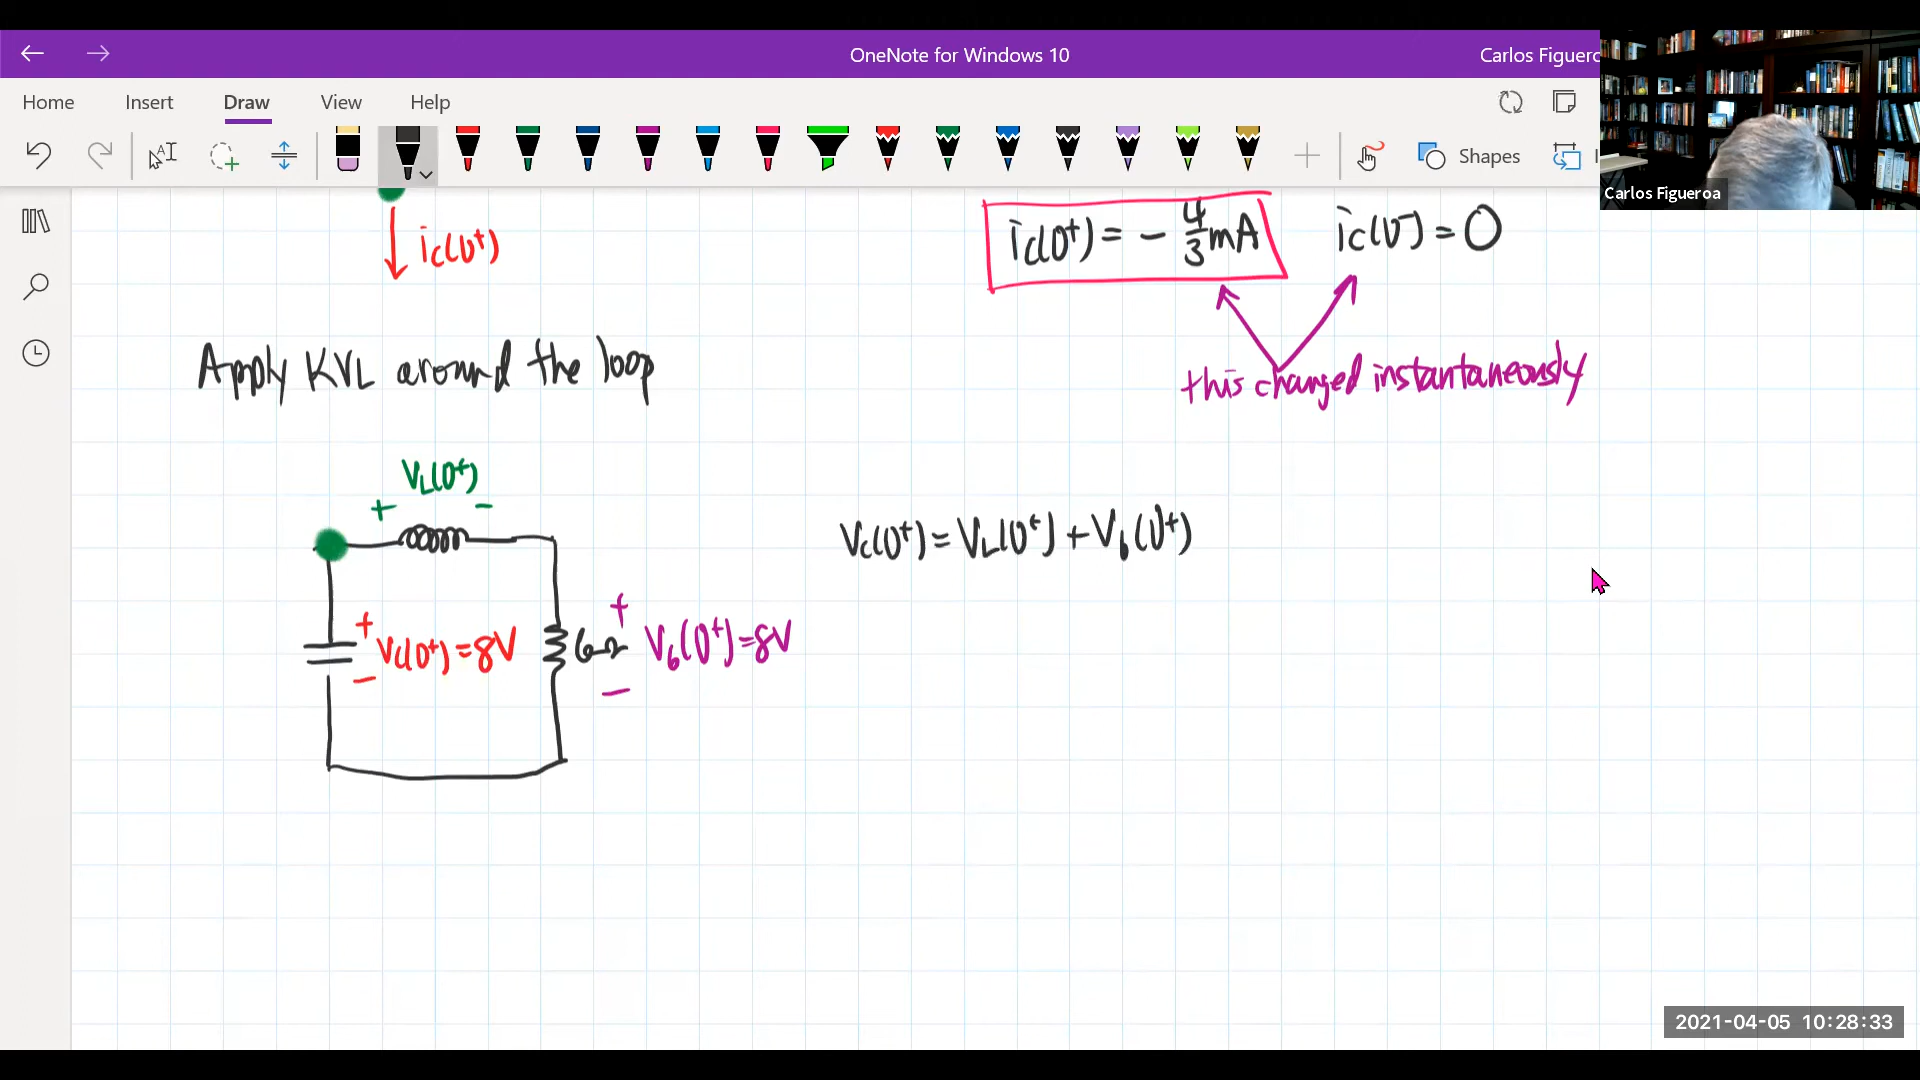 OneNote for Windows 10
Carlos Figuero
Home Insert Draw View Help
Shapes
Carlos Figueroa
ic(0⁺)
ic(0⁺) = - 4/3 mA
ic(0⁻) = 0
this changed instantaneously
Apply KVL around the loop
VL(0⁺)
+ -
Vc(0⁺) = VL(0⁺) + V6(0⁺)
+
Vc(0⁺) = 8V
-
6Ω
+
V6(0⁺) = 8V
-
2021-04-05 10:28:33